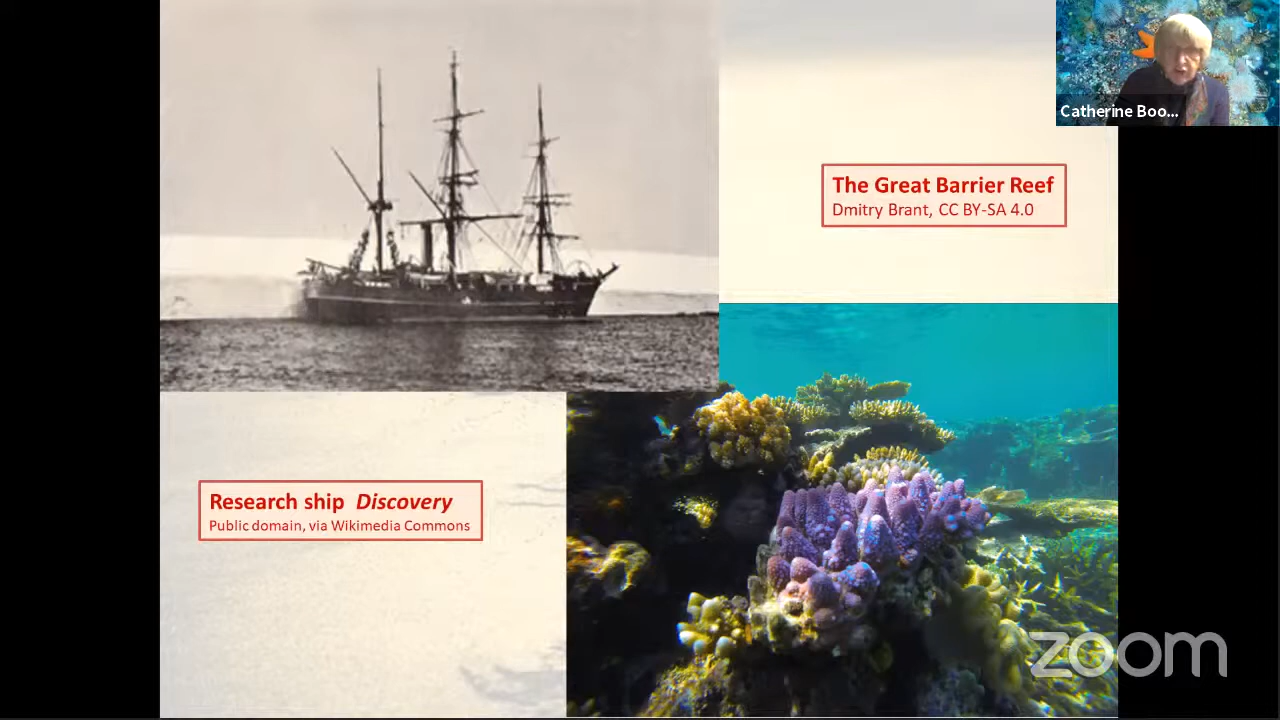 Catherine Boo...
The Great Barrier Reef
Dmitry Brant, CC BY-SA 4.0
Research ship Discovery
Public domain, via Wikimedia Commons
zoom